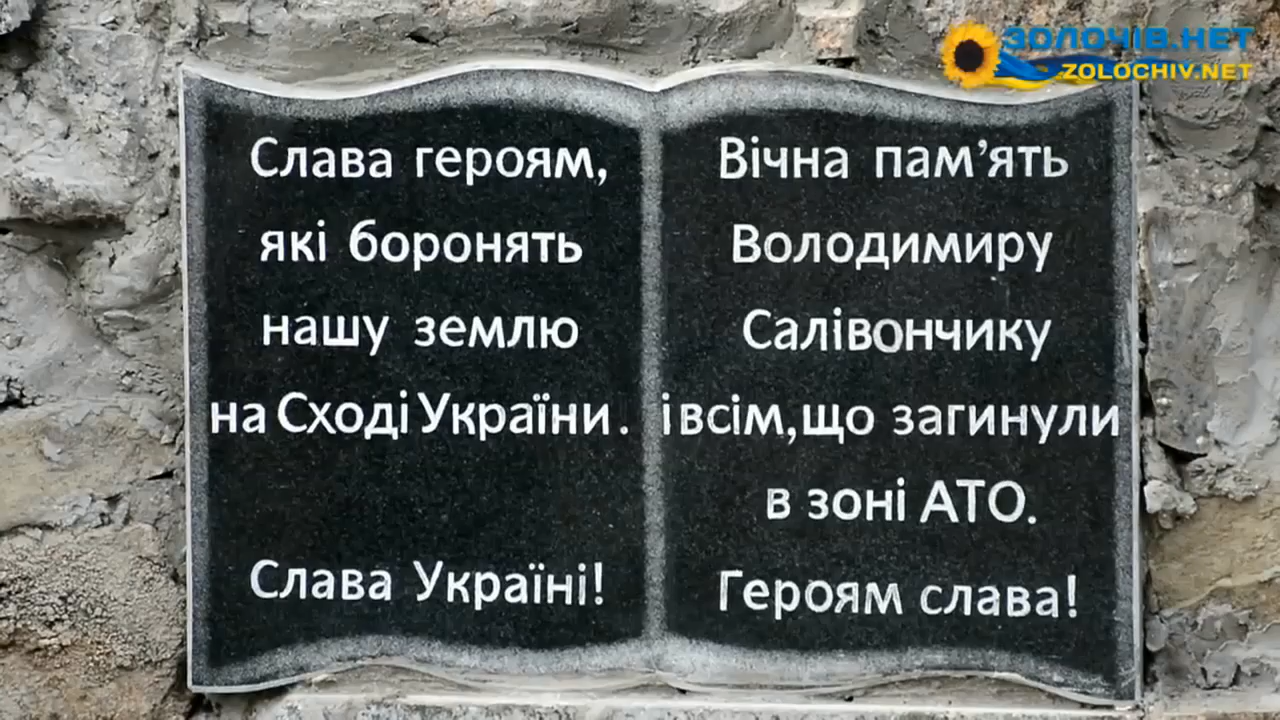 ЗОЛОЧІВ.НЕТ
ZOLOCHIV.NET
Слава героям,
які боронять
нашу землю
на Сході України.
Слава Україні!
Вічна пам’ять
Володимиру
Салівончику
і всім, що загинули
в зоні АТО.
Героям слава!